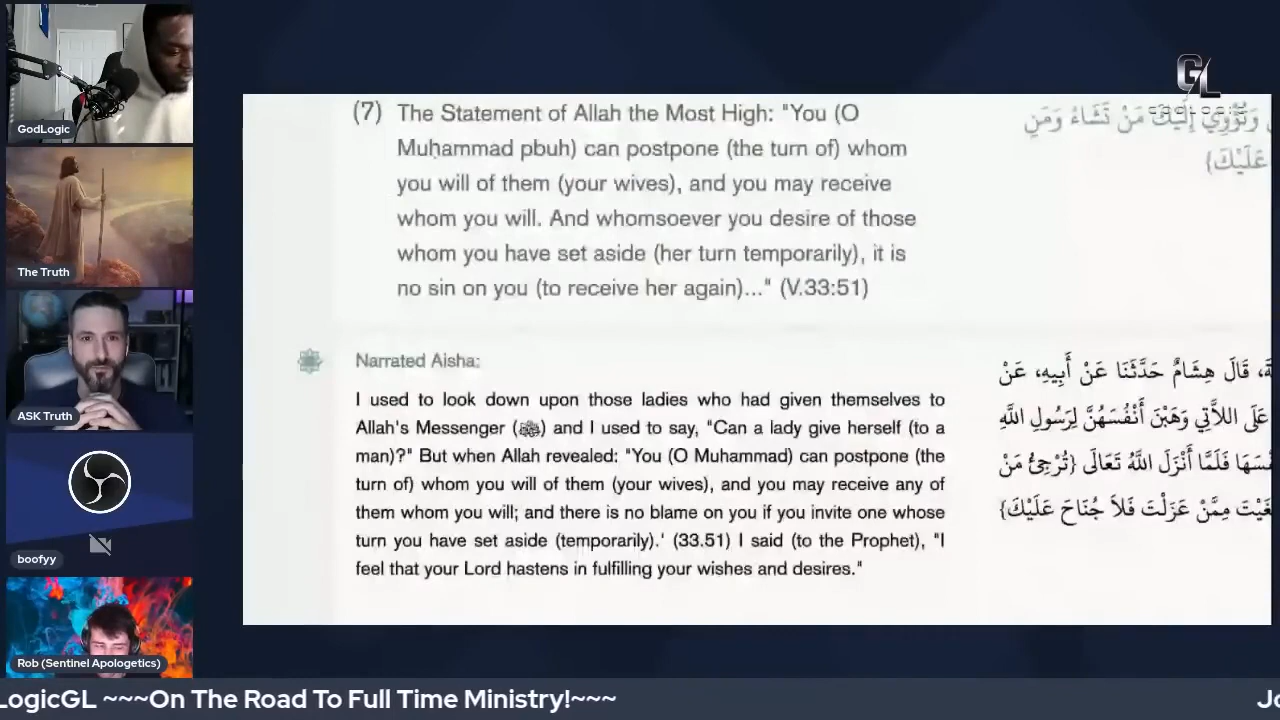 GodLogic
The Truth
ASK Truth
boofyy
Rob (Sentinel Apologetics)
GL
(7) The Statement of Allah the Most High: "You (O
Muḥammad pbuh) can postpone (the turn of) whom
you will of them (your wives), and you may receive
whom you will. And whomsoever you desire of those
whom you have set aside (her turn temporarily), it is
no sin on you (to receive her again)..." (V.33:51)
وَتُؤْوِي إِلَيْكَ مَنْ تَشَاءُ وَمَنِ
عَلَيْكَ}
Narrated Aisha:
I used to look down upon those ladies who had given themselves to
Allah's Messenger (ﷺ) and I used to say, "Can a lady give herself (to a
man)?" But when Allah revealed: "You (O Muhammad) can postpone (the
turn of) whom you will of them (your wives), and you may receive any of
them whom you will; and there is no blame on you if you invite one whose
turn you have set aside (temporarily).' (33.51) I said (to the Prophet), "I
feel that your Lord hastens in fulfilling your wishes and desires."
قَالَ هِشَامٌ حَدَّثَنَا عَنْ أَبِيهِ، عَنْ
عَلَى اللاَّتِي وَهَبْنَ أَنْفُسَهُنَّ لِرَسُولِ اللَّهِ
فَلَمَّا أَنْزَلَ اللَّهُ تَعَالَى {تُرْجِئُ مَنْ
مِمَّنْ عَزَلْتَ فَلاَ جُنَاحَ عَلَيْكَ}
LogicGL ~~~On The Road To Full Time Ministry!~~~